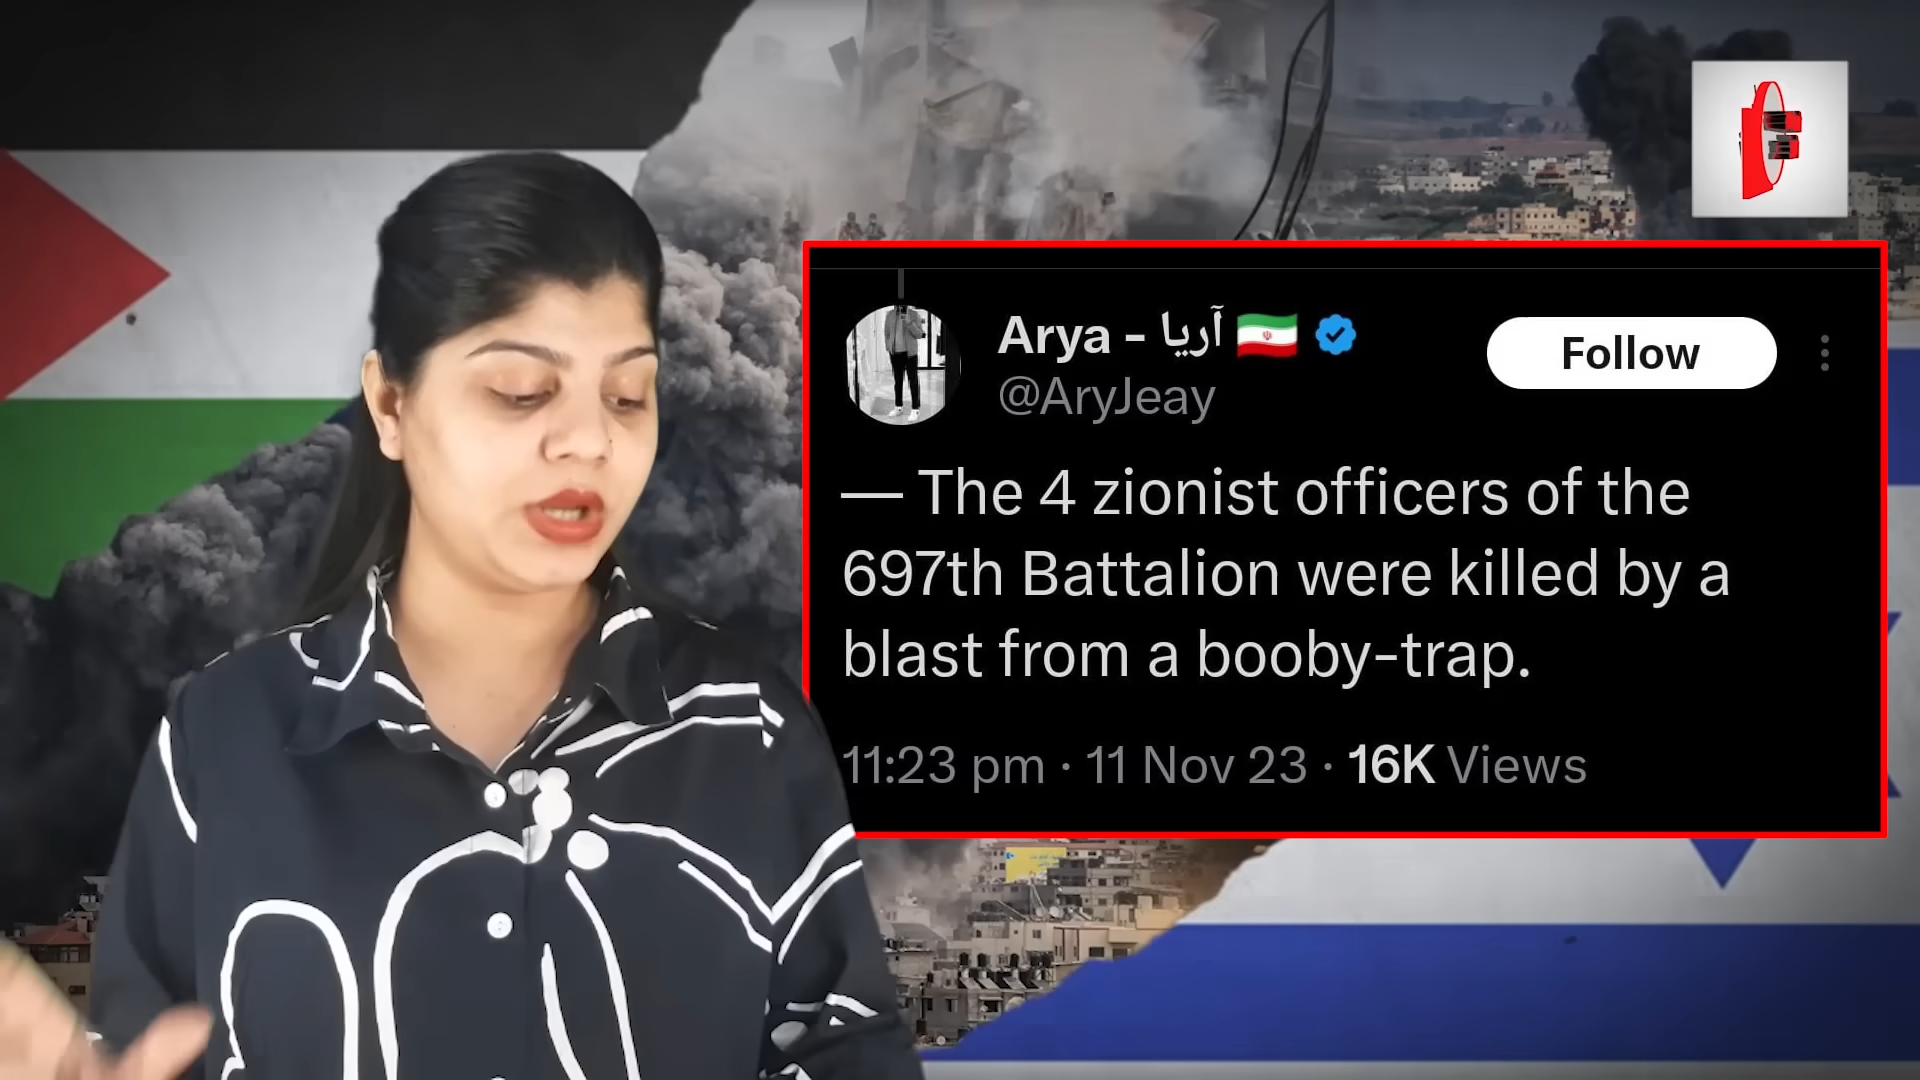 Arya - آریا
@AryJeay
Follow
— The 4 zionist officers of the
697th Battalion were killed by a
blast from a booby-trap.
11:23 pm · 11 Nov 23 · 16K Views